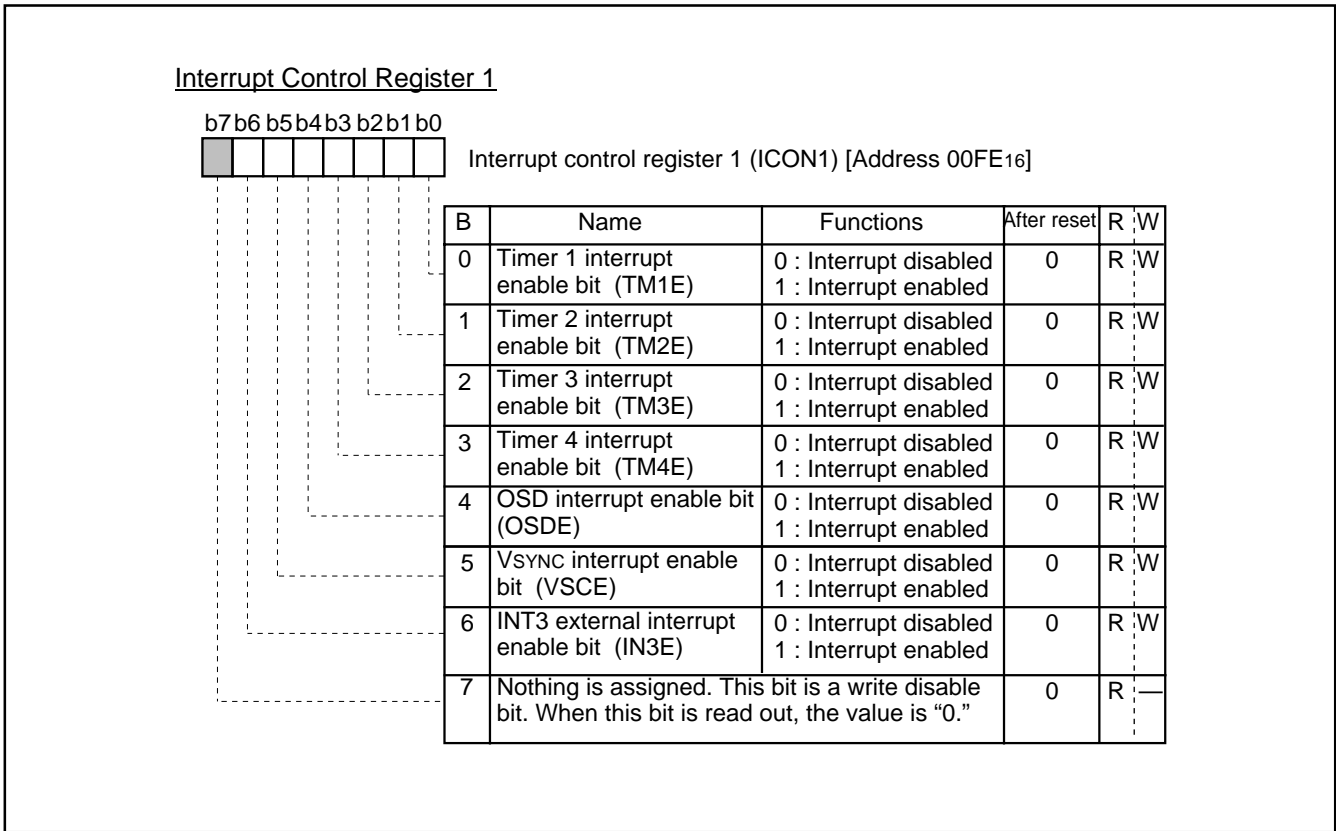 Interrupt Control Register 1
b7 b6 b5 b4 b3 b2 b1 b0
Interrupt control register 1 (ICON1) [Address 00FE16]
B Name Functions After reset R W
0 Timer 1 interrupt enable bit (TM1E) 0 : Interrupt disabled 0 R W
1 : Interrupt enabled
1 Timer 2 interrupt enable bit (TM2E) 0 : Interrupt disabled 0 R W
1 : Interrupt enabled
2 Timer 3 interrupt enable bit (TM3E) 0 : Interrupt disabled 0 R W
1 : Interrupt enabled
3 Timer 4 interrupt enable bit (TM4E) 0 : Interrupt disabled 0 R W
1 : Interrupt enabled
4 OSD interrupt enable bit (OSDE) 0 : Interrupt disabled 0 R W
1 : Interrupt enabled
5 VSYNC interrupt enable bit (VSCE) 0 : Interrupt disabled 0 R W
1 : Interrupt enabled
6 INT3 external interrupt enable bit (IN3E) 0 : Interrupt disabled 0 R W
1 : Interrupt enabled
7 Nothing is assigned. This bit is a write disable bit. When this bit is read out, the value is “0.” 0 R —